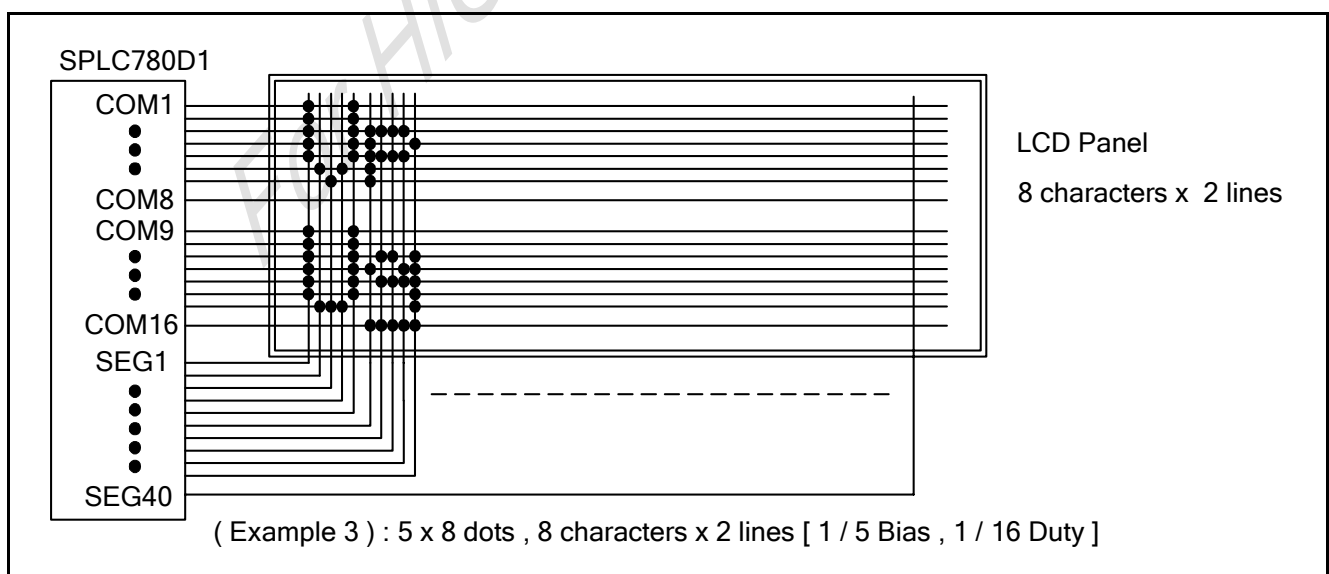 SPLC780D1
COM1
COM8
COM9
COM16
SEG1
SEG40
LCD Panel
8 characters x 2 lines
( Example 3 ) : 5 x 8 dots , 8 characters x 2 lines [ 1 / 5 Bias , 1 / 16 Duty ]
For